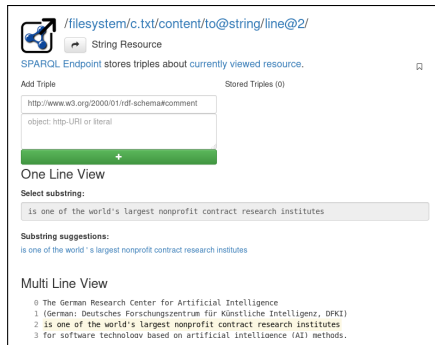 /filesystem/c.txt/content/to@string/line@2/
String Resource
SPARQL Endpoint stores triples about currently viewed resource.
Add Triple
Stored Triples (0)
http://www.w3.org/2000/01/rdf-schema#comment
object: http-URI or literal
+
One Line View
Select substring:
is one of the world's largest nonprofit contract research institutes
Substring suggestions:
is one of the world ' s largest nonprofit contract research institutes
Multi Line View
0 The German Research Center for Artificial Intelligence
1 (German: Deutsches Forschungszentrum für Künstliche Intelligenz, DFKI)
2 is one of the world's largest nonprofit contract research institutes
3 for software technology based on artificial intelligence (AI) methods.